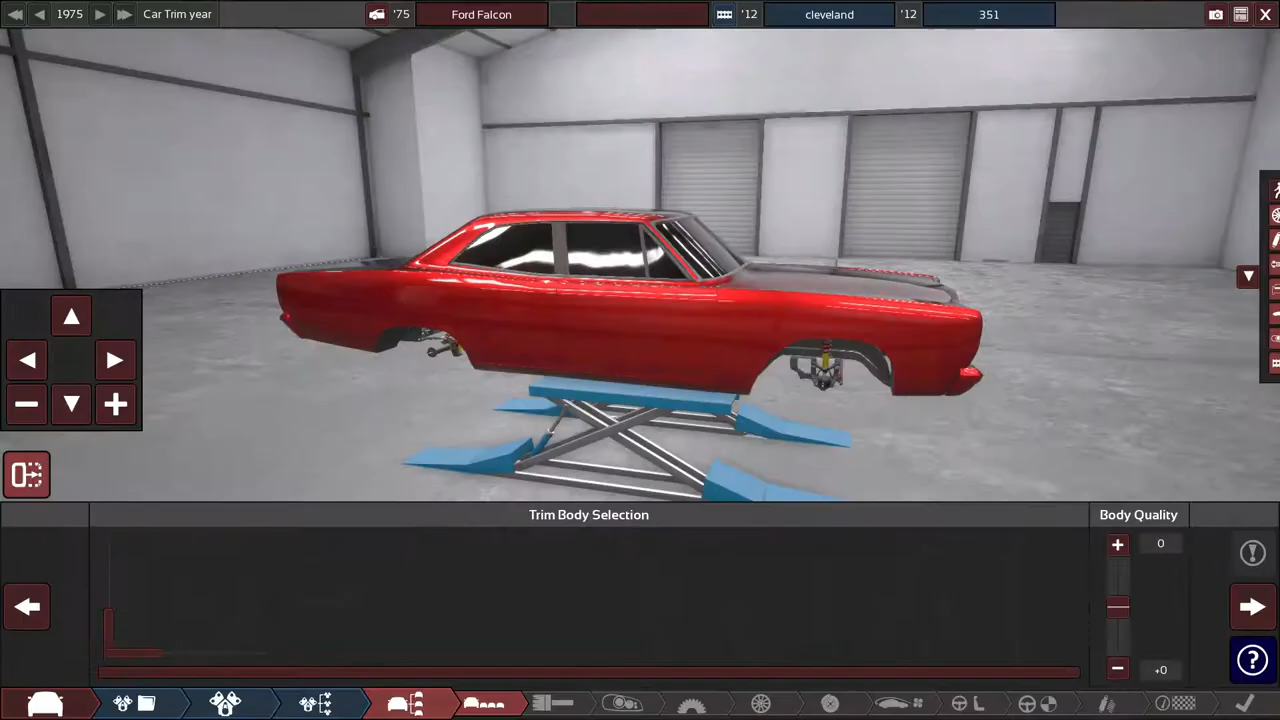 1975 Car Trim year '75 Ford Falcon '12 cleveland '12 351
Trim Body Selection Body Quality
0
+0